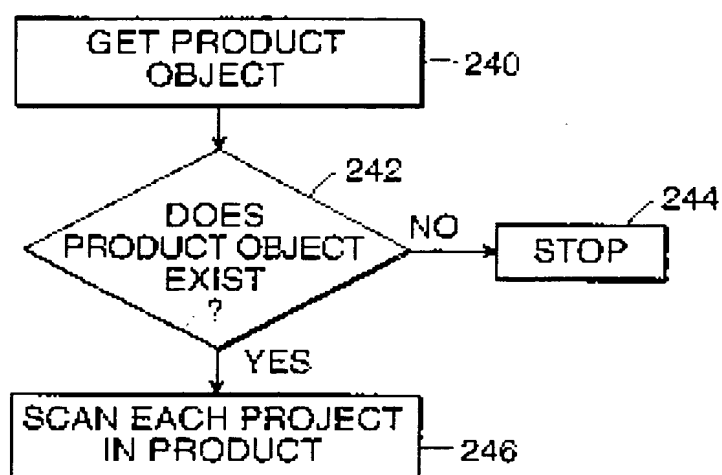 GET PRODUCT
OBJECT
240
242
DOES
PRODUCT OBJECT
EXIST
?
NO
244
STOP
YES
SCAN EACH PROJECT
IN PRODUCT
246